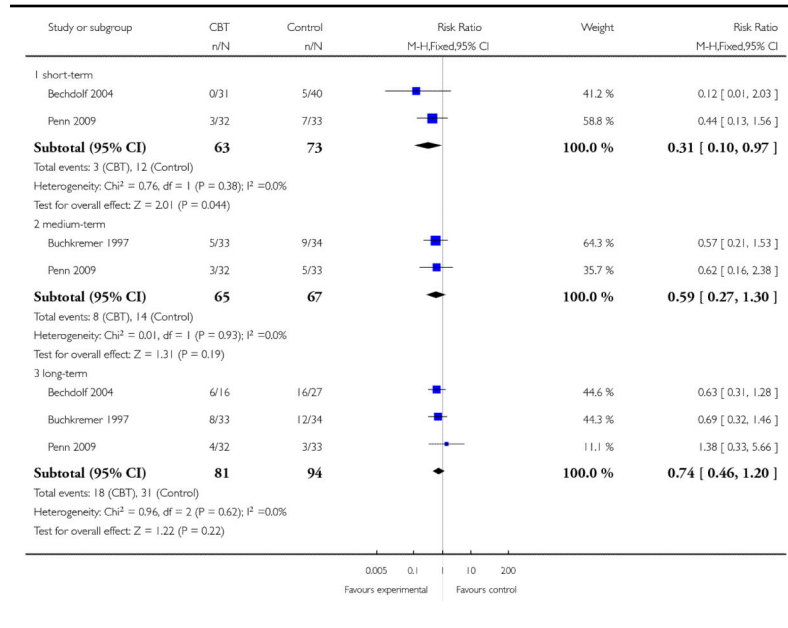 Study or subgroup CBT Control Risk Ratio Weight Risk Ratio
n/N n/N M-H,Fixed,95% CI M-H,Fixed,95% CI
1 short-term
Bechdolf 2004 0/31 5/40 41.2 % 0.12 [ 0.01, 2.03 ]
Penn 2009 3/32 7/33 58.8 % 0.44 [ 0.13, 1.56 ]
Subtotal (95% CI) 63 73 100.0 % 0.31 [ 0.10, 0.97 ]
Total events: 3 (CBT), 12 (Control)
Heterogeneity: Chi² = 0.76, df = 1 (P = 0.38); I² =0.0%
Test for overall effect: Z = 2.01 (P = 0.044)
2 medium-term
Buchkremer 1997 5/33 9/34 64.3 % 0.57 [ 0.21, 1.53 ]
Penn 2009 3/32 5/33 35.7 % 0.62 [ 0.16, 2.38 ]
Subtotal (95% CI) 65 67 100.0 % 0.59 [ 0.27, 1.30 ]
Total events: 8 (CBT), 14 (Control)
Heterogeneity: Chi² = 0.01, df = 1 (P = 0.93); I² =0.0%
Test for overall effect: Z = 1.31 (P = 0.19)
3 long-term
Bechdolf 2004 6/16 16/27 44.6 % 0.63 [ 0.31, 1.28 ]
Buchkremer 1997 8/33 12/34 44.3 % 0.69 [ 0.32, 1.46 ]
Penn 2009 4/32 3/33 11.1 % 1.38 [ 0.33, 5.66 ]
Subtotal (95% CI) 81 94 100.0 % 0.74 [ 0.46, 1.20 ]
Total events: 18 (CBT), 31 (Control)
Heterogeneity: Chi² = 0.96, df = 2 (P = 0.62); I² =0.0%
Test for overall effect: Z = 1.22 (P = 0.22)
0.005 0.1 1 10 200
Favours experimental Favours control